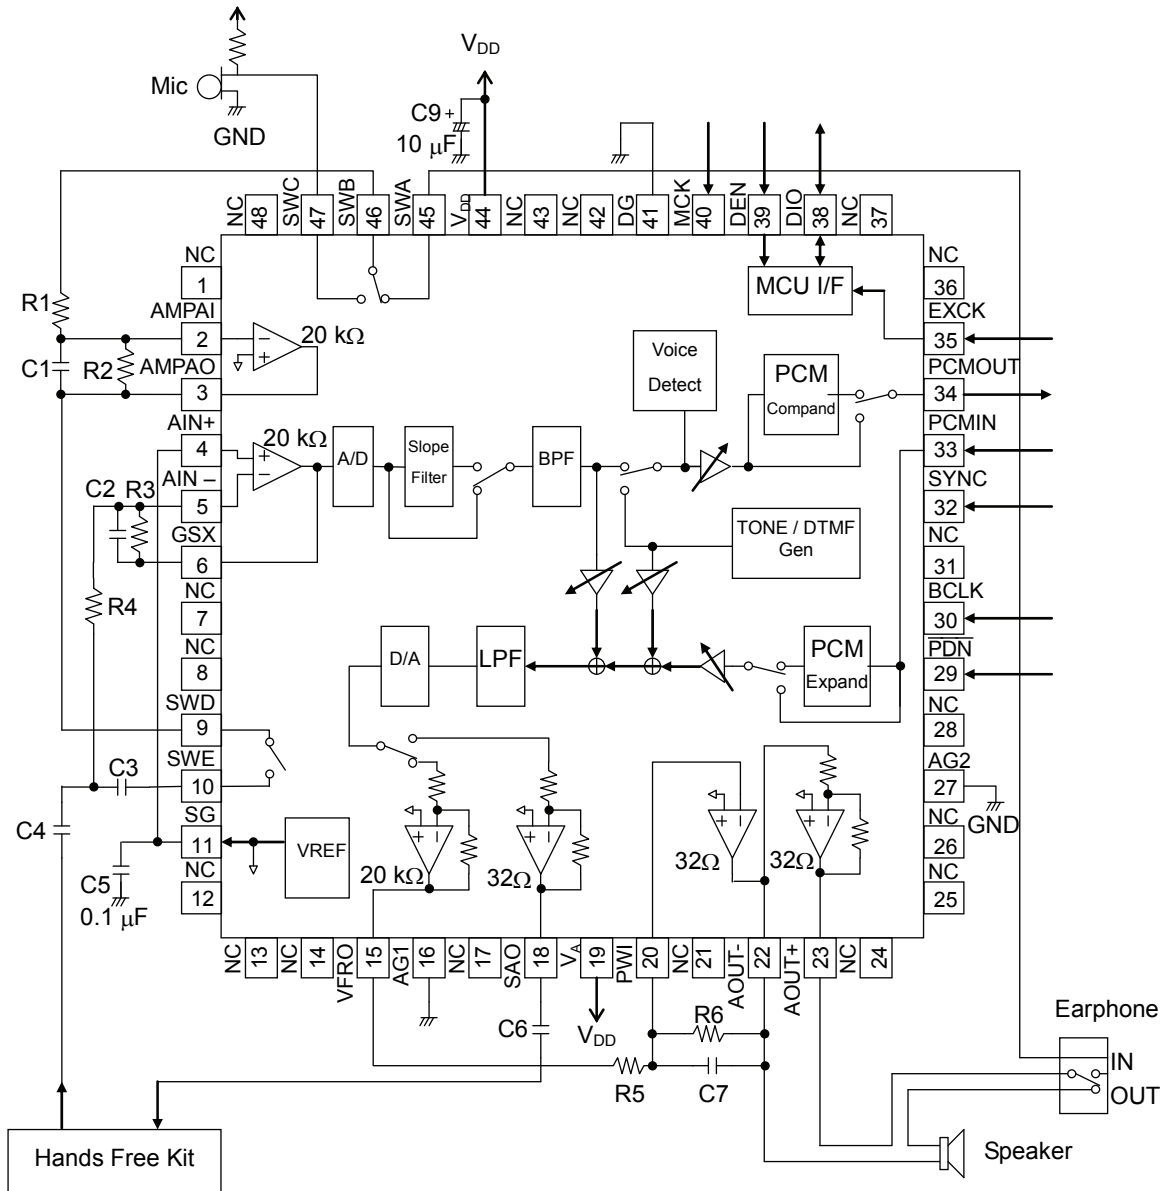 V_DD
Mic
GND
C9 +
10 μF
NC
48
SWC
47
SWB
46
SWA
45
V_DD
44
NC
43
NC
42
DG
41
MCK
40
DEN
39
DIO
38
NC
37
NC
1
R1
AMPAI
2
C1
R2
AMPAO
3
20 kΩ
AIN+
4
AIN –
5
C2
R3
GSX
6
20 kΩ
NC
7
R4
NC
8
SWD
9
SWE
10
C3
C4
SG
11
C5
0.1 μF
NC
12
MCU I/F
NC
36
EXCK
35
PCMOUT
34
PCMIN
33
SYNC
32
NC
31
BCLK
30
PDN
29
NC
28
AG2
27
GND
NC
26
NC
25
Voice
Detect
PCM
Compand
A/D
Slope
Filter
BPF
TONE / DTMF
Gen
D/A
LPF
PCM
Expand
VREF
+
–
20 kΩ
+
–
32Ω
+
–
32Ω
+
–
32Ω
NC
13
NC
14
VFRO
15
AG1
16
NC
17
SAO
18
V_A
19
PWI
20
NC
21
AOUT-
22
AOUT+
23
NC
24
C6
V_DD
R6
R5
C7
Earphone
IN
OUT
Speaker
Hands Free Kit